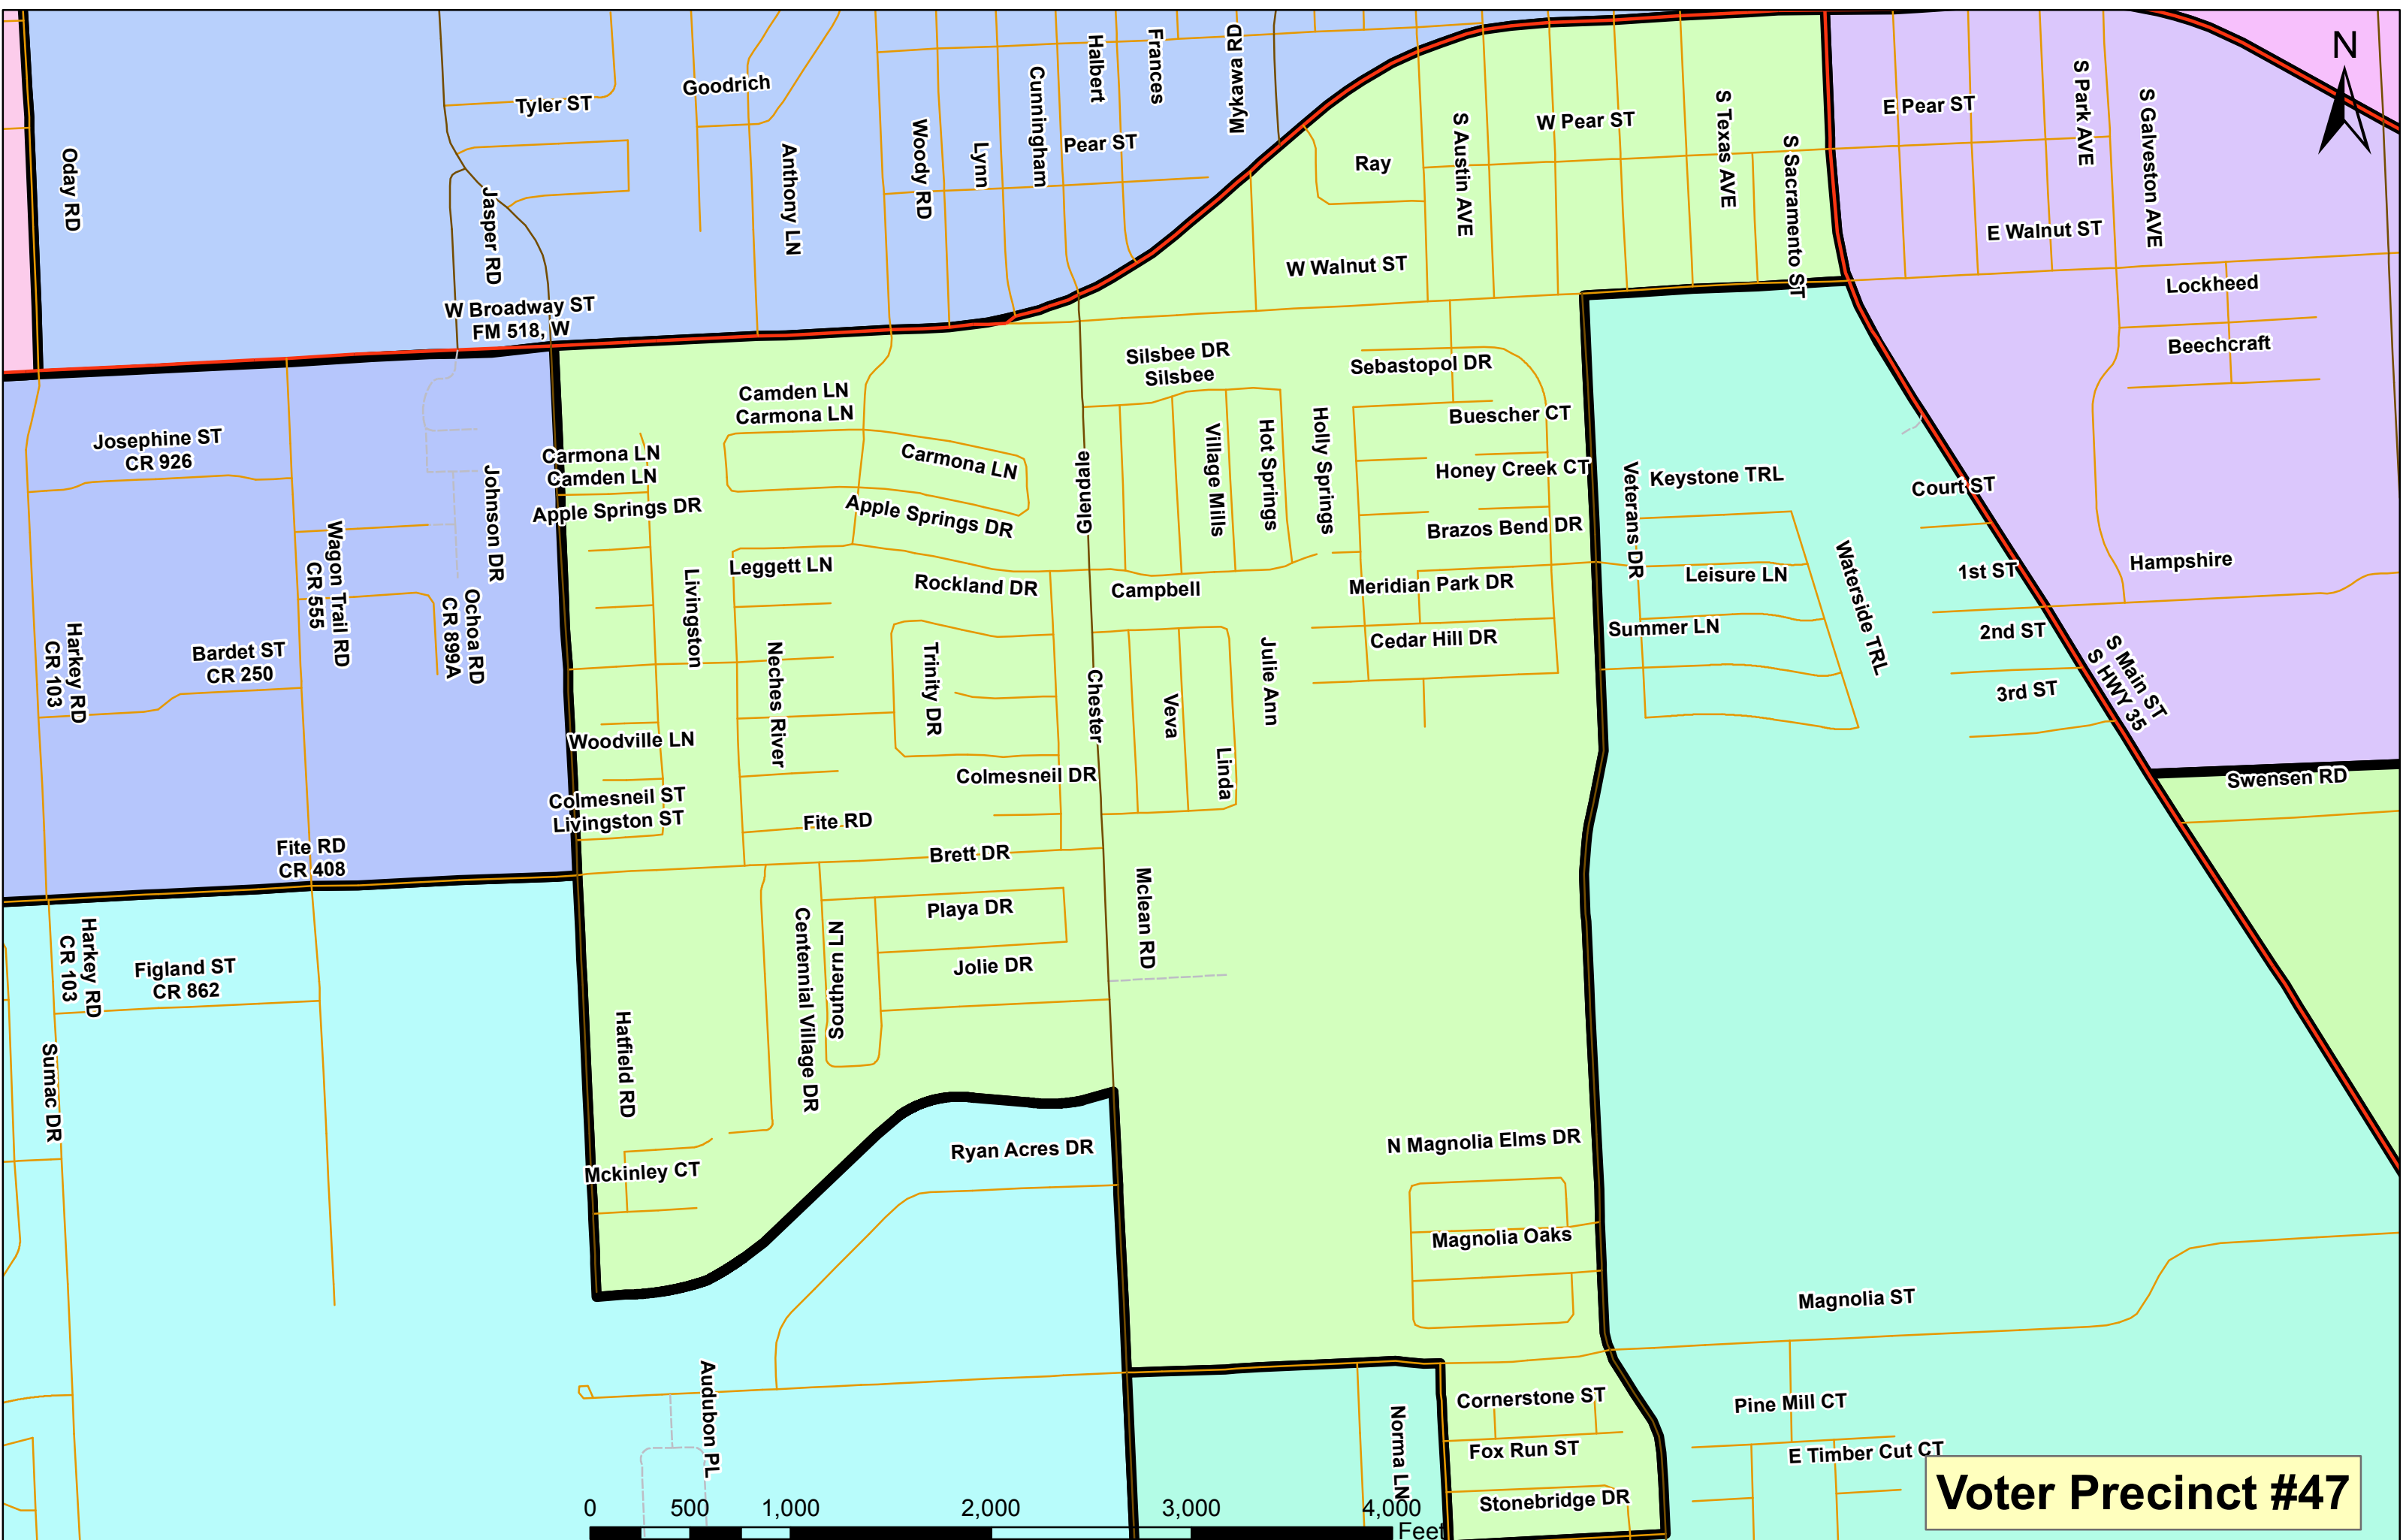 N
Oday RD
Tyler ST
Goodrich
Jasper RD
Anthony LN
Woody RD
Lynn
Cunningham
Halbert
Frances
Mykawa RD
Pear ST
Ray
S Austin AVE
W Pear ST
S Texas AVE
S Sacramento ST
E Pear ST
S Park AVE
S Galveston AVE
E Walnut ST
W Walnut ST
Lockheed
Beechcraft
W Broadway ST
FM 518, W
Silsbee DR
Silsbee
Sebastopol DR
Camden LN
Carmona LN
Buescher CT
Josephine ST
CR 926
Carmona LN
Camden LN
Carmona LN
Glendale
Village Mills
Hot Springs
Holly Springs
Honey Creek CT
Veterans DR
Keystone TRL
Court ST
Johnson DR
Apple Springs DR
Apple Springs DR
Brazos Bend DR
Wagon Trail RD
CR 555
Leggett LN
Rockland DR
Campbell
Meridian Park DR
Leisure LN
Waterside TRL
1st ST
Hampshire
Livingston
Ochoa RD
CR 899A
Harkey RD
CR 103
Bardet ST
CR 250
Neches River
Trinity DR
Chester
Veva
Julie Ann
Cedar Hill DR
Summer LN
2nd ST
3rd ST
S Main ST
S HWY 35
Woodville LN
Colmesneil DR
Linda
Swensen RD
Colmesneil ST
Livingston ST
Fite RD
Fite RD
CR 408
Brett DR
Mclean RD
Playa DR
Centennial Village DR
Southern LN
Jolie DR
Harkey RD
CR 103
Figland ST
CR 862
Hatfield RD
Sumac DR
Ryan Acres DR
N Magnolia Elms DR
Mckinley CT
Magnolia Oaks
Magnolia ST
Audubon PL
Cornerstone ST
Norma LN
Pine Mill CT
Fox Run ST
E Timber Cut CT
Stonebridge DR
Voter Precinct #47
0 500 1,000 2,000 3,000 4,000
Feet